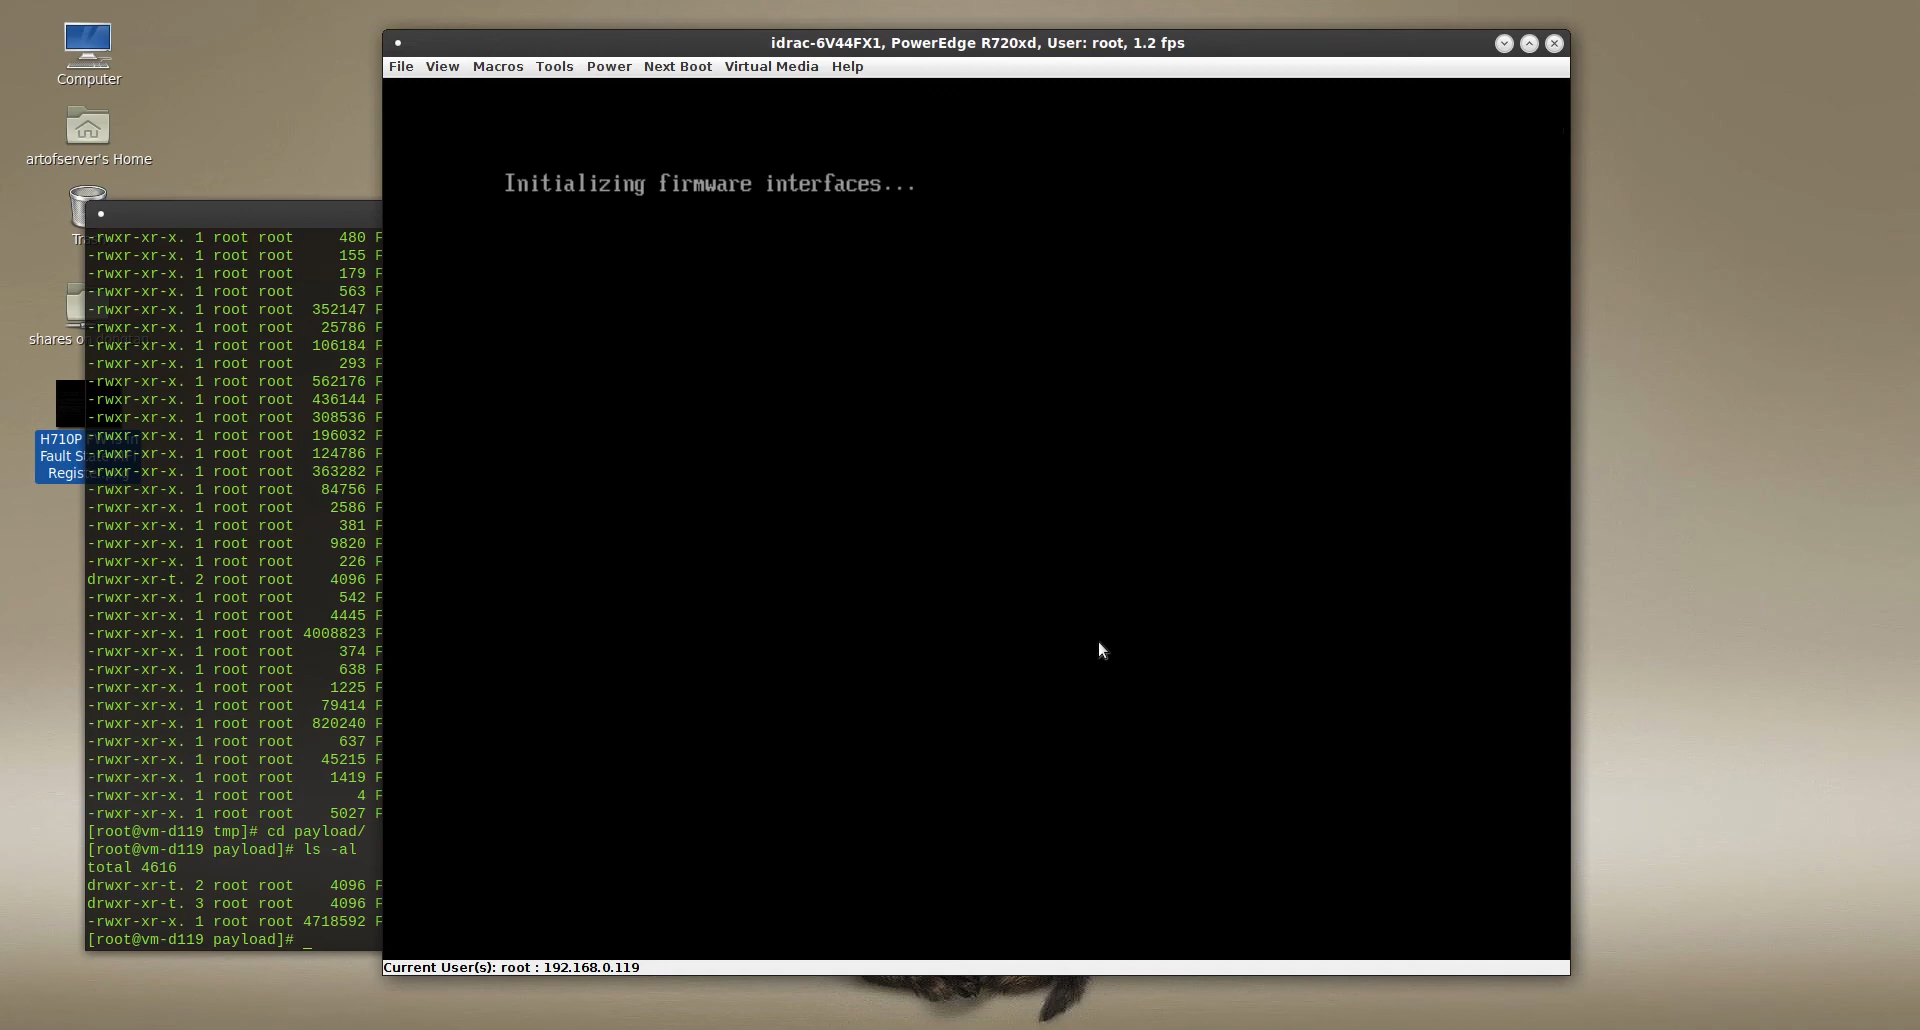 Computer
artofserver's Home
shares o
H710P
Fault S
Regis
idrac-6V44FX1, PowerEdge R720xd, User: root, 1.2 fps
File View Macros Tools Power Next Boot Virtual Media Help
Initializing firmware interfaces...
-rwxr-xr-x. 1 root root 480 F
-rwxr-xr-x. 1 root root 155 F
-rwxr-xr-x. 1 root root 179 F
-rwxr-xr-x. 1 root root 563 F
-rwxr-xr-x. 1 root root 352147 F
-rwxr-xr-x. 1 root root 25786 F
-rwxr-xr-x. 1 root root 106184 F
-rwxr-xr-x. 1 root root 293 F
-rwxr-xr-x. 1 root root 562176 F
-rwxr-xr-x. 1 root root 436144 F
-rwxr-xr-x. 1 root root 308536 F
-rwxr-xr-x. 1 root root 196032 F
-rwxr-xr-x. 1 root root 124786 F
-rwxr-xr-x. 1 root root 363282 F
-rwxr-xr-x. 1 root root 84756 F
-rwxr-xr-x. 1 root root 2586 F
-rwxr-xr-x. 1 root root 381 F
-rwxr-xr-x. 1 root root 9820 F
-rwxr-xr-x. 1 root root 226 F
drwxr-xr-t. 2 root root 4096 F
-rwxr-xr-x. 1 root root 542 F
-rwxr-xr-x. 1 root root 4445 F
-rwxr-xr-x. 1 root root 4008823 F
-rwxr-xr-x. 1 root root 374 F
-rwxr-xr-x. 1 root root 638 F
-rwxr-xr-x. 1 root root 1225 F
-rwxr-xr-x. 1 root root 79414 F
-rwxr-xr-x. 1 root root 820240 F
-rwxr-xr-x. 1 root root 637 F
-rwxr-xr-x. 1 root root 45215 F
-rwxr-xr-x. 1 root root 1419 F
-rwxr-xr-x. 1 root root 4 F
-rwxr-xr-x. 1 root root 5027 F
[root@vm-d119 tmp]# cd payload/
[root@vm-d119 payload]# ls -al
total 4616
drwxr-xr-t. 2 root root 4096 F
drwxr-xr-t. 3 root root 4096 F
-rwxr-xr-x. 1 root root 4718592 F
[root@vm-d119 payload]# _
Current User(s): root : 192.168.0.119